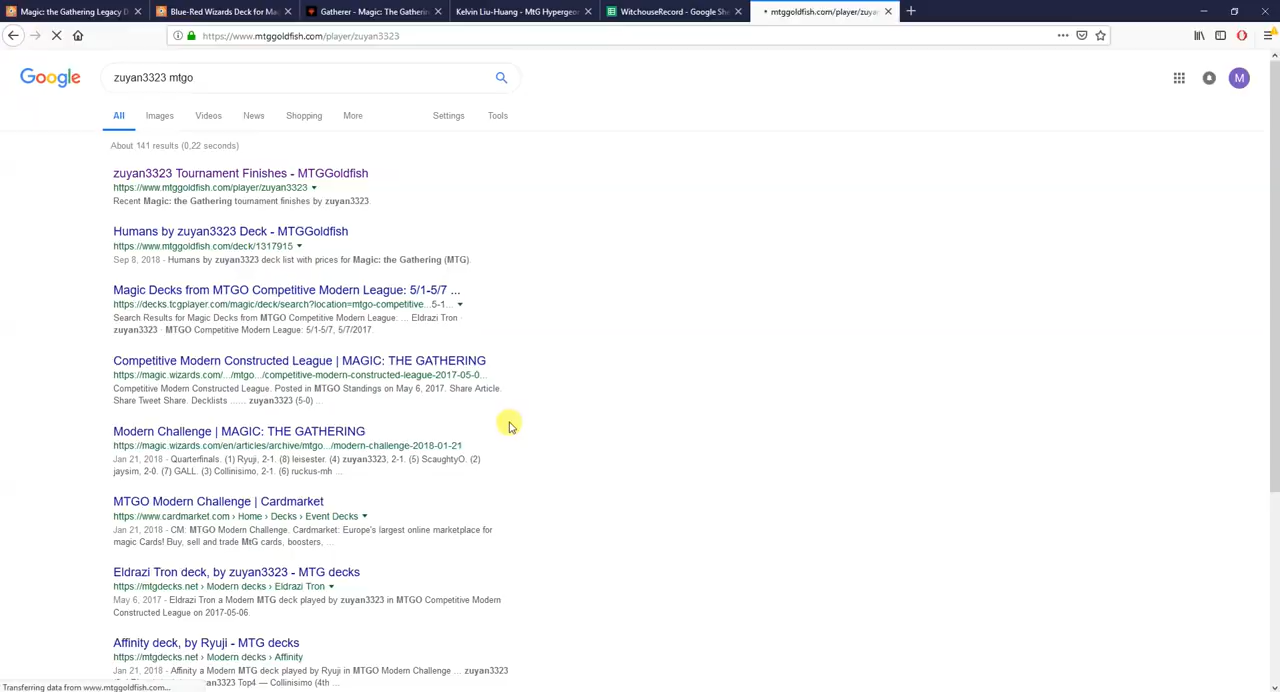 Magic: the Gathering Legacy D
Blue-Red Wizards Deck for Ma
Gatherer - Magic: The Gatherin
Kelvin Liu-Huang - MtG Hypergeo
WitchouseRecord - Google She
mtggoldfish.com/player/zuya
https://www.mtggoldfish.com/player/zuyan3323
Google
zuyan3323 mtgo
M
All
Images
Videos
News
Shopping
More
Settings
Tools
About 141 results (0,22 seconds)
zuyan3323 Tournament Finishes - MTGGoldfish
https://www.mtggoldfish.com/player/zuyan3323
Recent Magic: the Gathering tournament finishes by zuyan3323.
Humans by zuyan3323 Deck - MTGGoldfish
https://www.mtggoldfish.com/deck/1317915
Sep 8, 2018 - Humans by zuyan3323 deck list with prices for Magic: the Gathering (MTG).
Magic Decks from MTGO Competitive Modern League: 5/1-5/7 ...
https://decks.tcgplayer.com/magic/deck/search?location=mtgo-competitive...5-1...
Search Results for Magic Decks from MTGO Competitive Modern League. ... Eldrazi Tron ·
zuyan3323 · MTGO Competitive Modern League: 5/1-5/7, 5/7/2017.
Competitive Modern Constructed League | MAGIC: THE GATHERING
https://magic.wizards.com/.../mtgo.../competitive-modern-constructed-league-2017-05-0...
Competitive Modern Constructed League. Posted in MTGO Standings on May 6, 2017. Share Article.
Share Tweet Share. Decklists ...... zuyan3323 (5-0) ...
Modern Challenge | MAGIC: THE GATHERING
https://magic.wizards.com/en/articles/archive/mtgo.../modern-challenge-2018-01-21
Jan 21, 2018 - Quarterfinals. (1) Ryuji, 2-1. (8) leisester. (4) zuyan3323, 2-1. (5) ScaughtyO. (2)
jaysim, 2-0. (7) GALL. (3) Collinisimo, 2-1. (6) ruckus-mh ...
MTGO Modern Challenge | Cardmarket
https://www.cardmarket.com › Home › Decks › Event Decks
Jan 21, 2018 - CM: MTGO Modern Challenge. Cardmarket: Europe's largest online marketplace for
magic Cards! Buy, sell and trade MtG cards, boosters, ...
Eldrazi Tron deck, by zuyan3323 - MTG decks
https://mtgdecks.net › Modern decks › Eldrazi Tron
May 6, 2017 - Eldrazi Tron a Modern MTG deck played by zuyan3323 in MTGO Competitive Modern
Constructed League on 2017-05-06.
Affinity deck, by Ryuji - MTG decks
https://mtgdecks.net › Modern decks › Affinity
Jan 21, 2018 - Affinity a Modern MTG deck played by Ryuji in MTGO Modern Challenge ... zuyan3323
zuyan3323 Top4 — Collinisimo (4th ...
Transferring data from www.mtggoldfish.com...